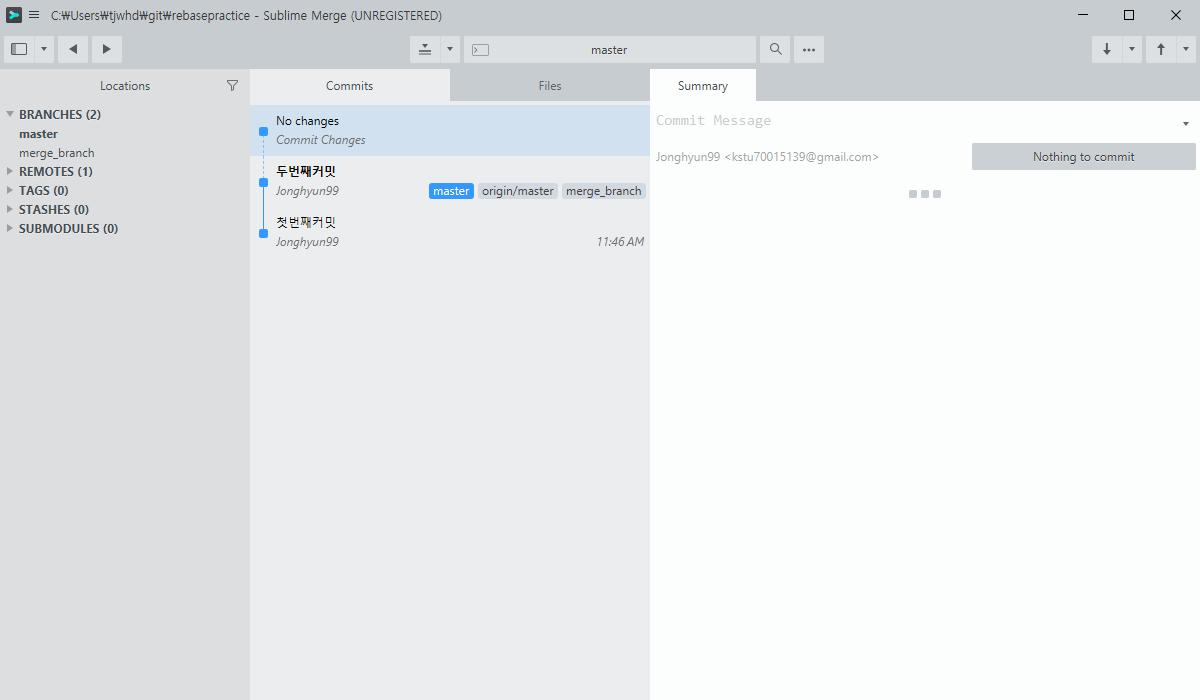 C:₩Users₩tjwhd₩git₩rebasepractice - Sublime Merge (UNREGISTERED)
master
Locations
BRANCHES (2)
master
merge_branch
REMOTES (1)
TAGS (0)
STASHES (0)
SUBMODULES (0)
Commits
Files
No changes
Commit Changes
두번째커밋
Jonghyun99
master
origin/master
merge_branch
첫번째커밋
Jonghyun99
11:46 AM
Summary
Commit Message
Jonghyun99 <kstu70015139@gmail.com>
Nothing to commit